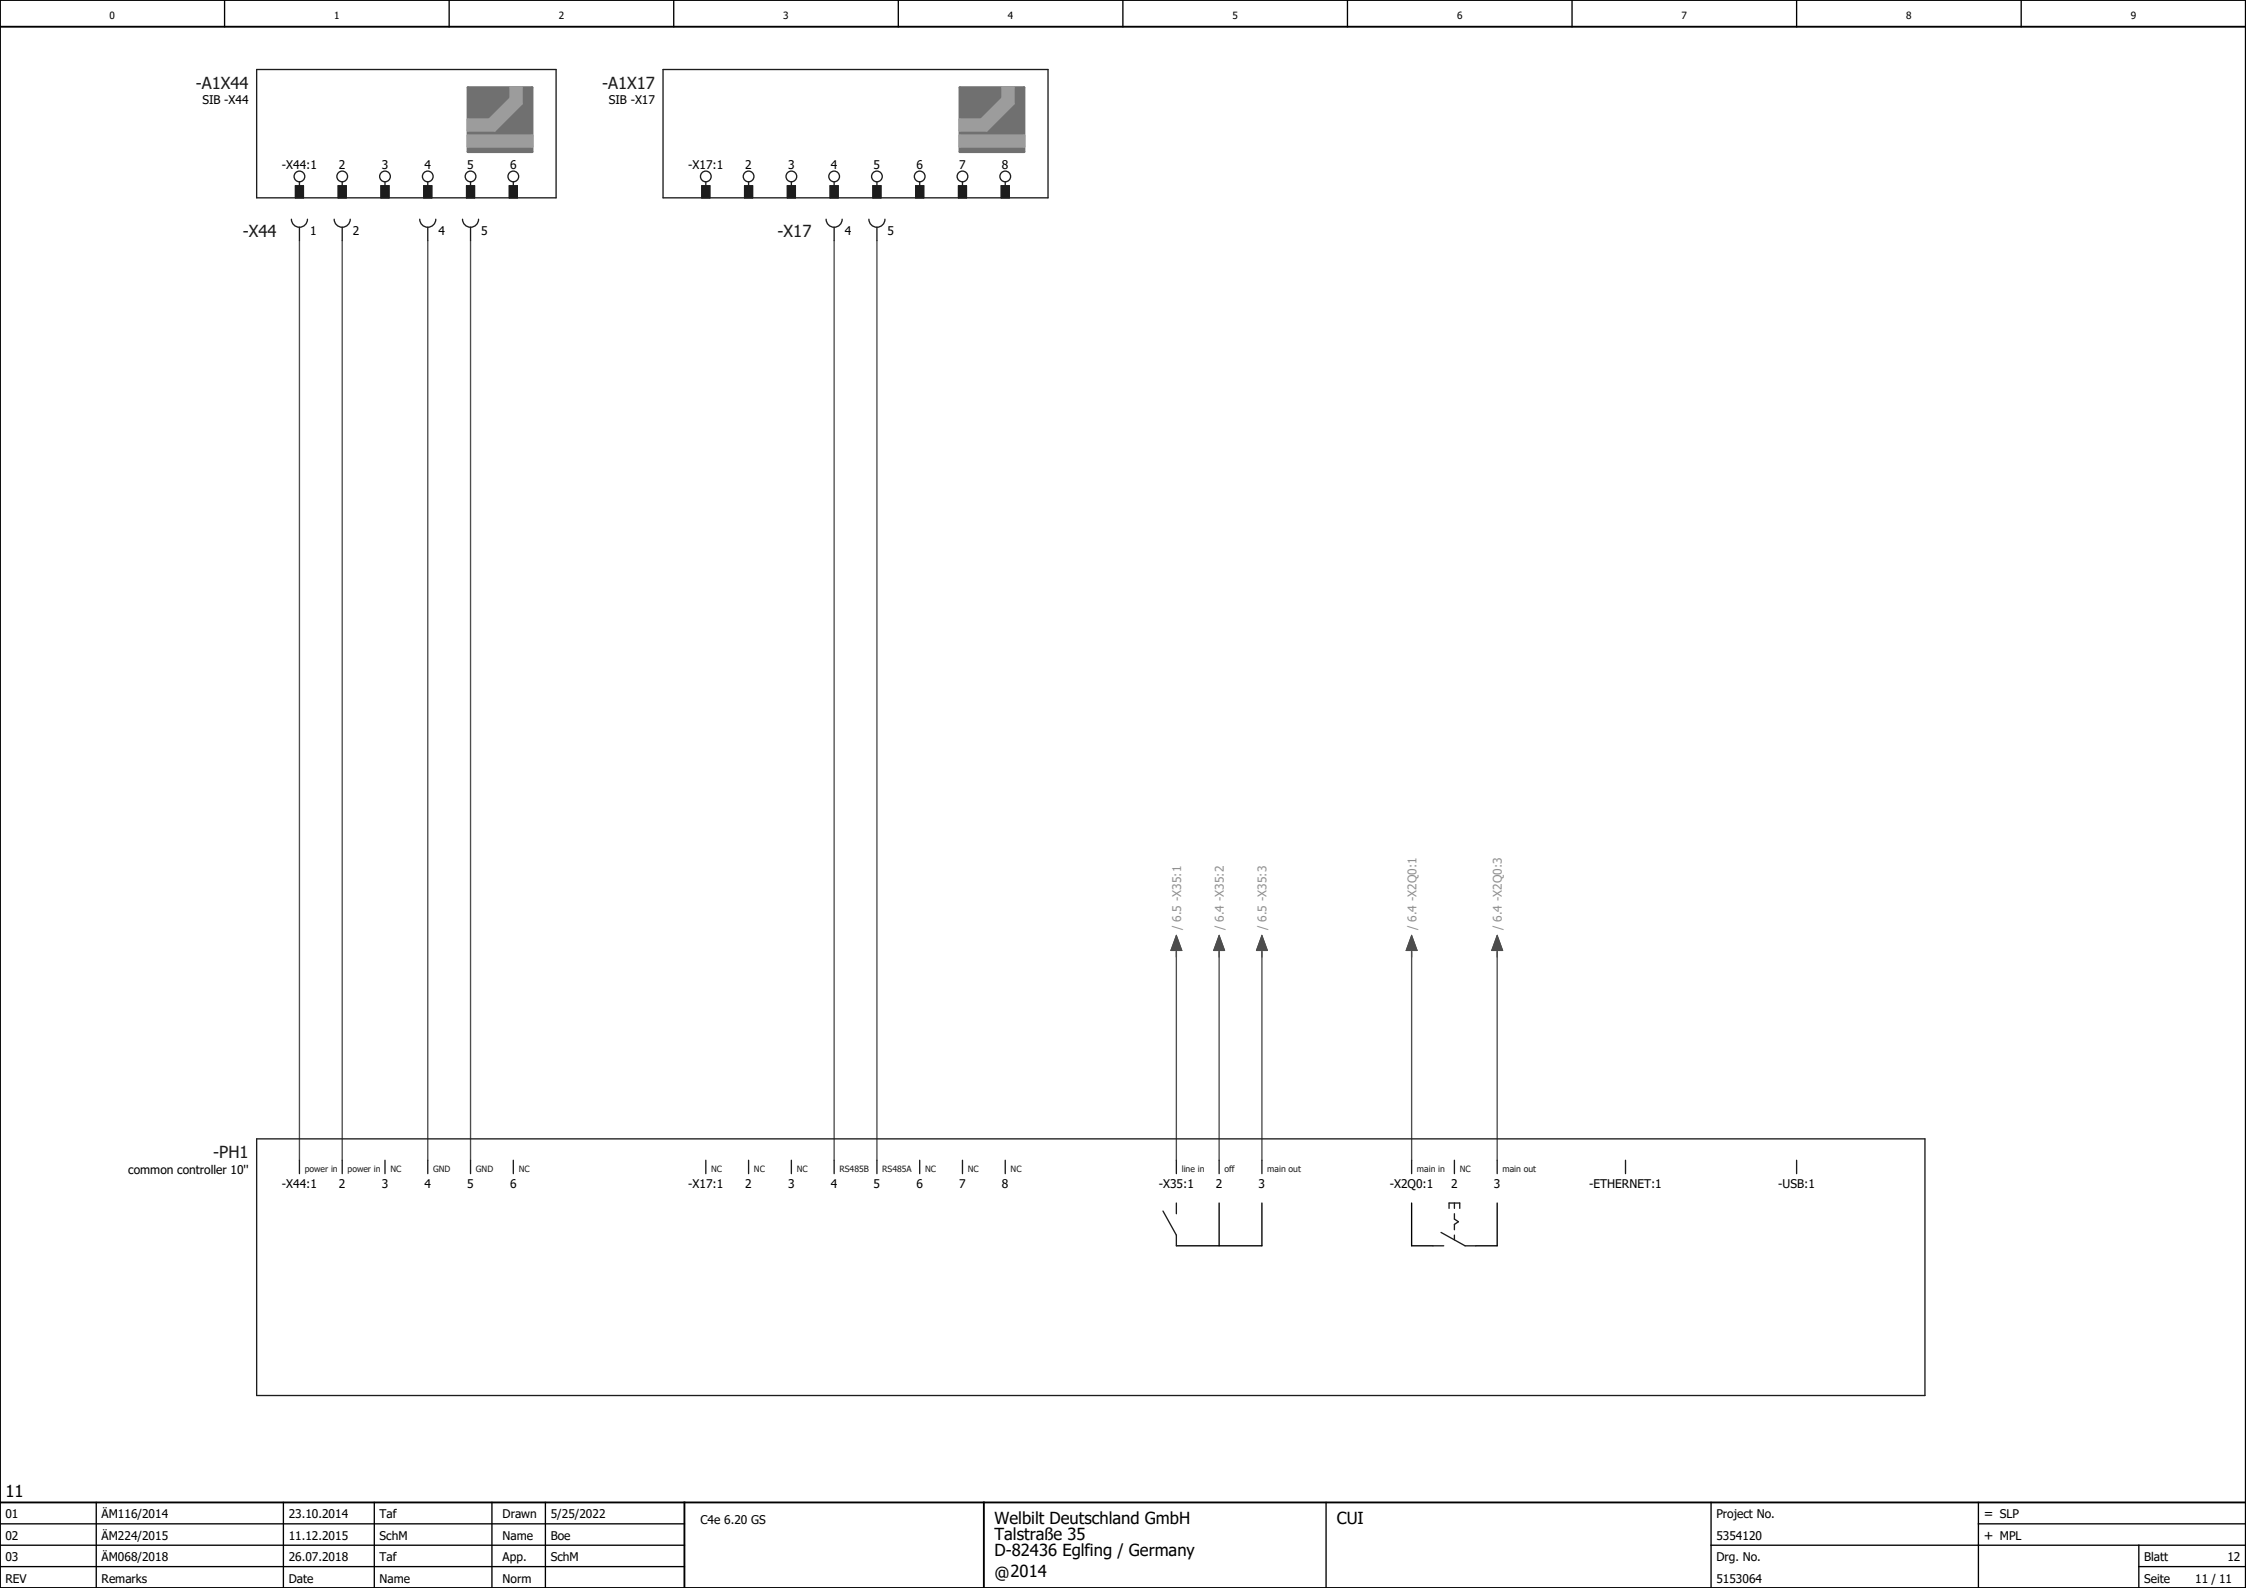 0 1 2 3 4 5 6 7 8 9
-A1X44
SIB -X44
-X44:1 2 3 4 5 6
-A1X17
SIB -X17
-X17:1 2 3 4 5 6 7 8
-X44 1 2 4 5
-X17 4 5
/ 6.5 -X35:1
/ 6.4 -X35:2
/ 6.5 -X35:3
/ 6.4 -X2Q0:1
/ 6.4 -X2Q0:3
-PH1
common controller 10"
power in power in NC GND GND NC
-X44:1 2 3 4 5 6
NC NC NC RS485B RS485A NC NC NC
-X17:1 2 3 4 5 6 7 8
line in off main out
-X35:1 2 3
main in NC main out
-X2Q0:1 2 3
-ETHERNET:1
-USB:1
11
01 ÄM116/2014 23.10.2014 Taf Drawn 5/25/2022
02 ÄM224/2015 11.12.2015 SchM Name Boe
03 ÄM068/2018 26.07.2018 Taf App. SchM
REV Remarks Date Name Norm
C4e 6.20 GS
Welbilt Deutschland GmbH
Talstraße 35
D-82436 Eglfing / Germany
@2014
CUI
Project No.
5354120
Drg. No.
5153064
= SLP
+ MPL
Blatt 12
Seite 11 / 11